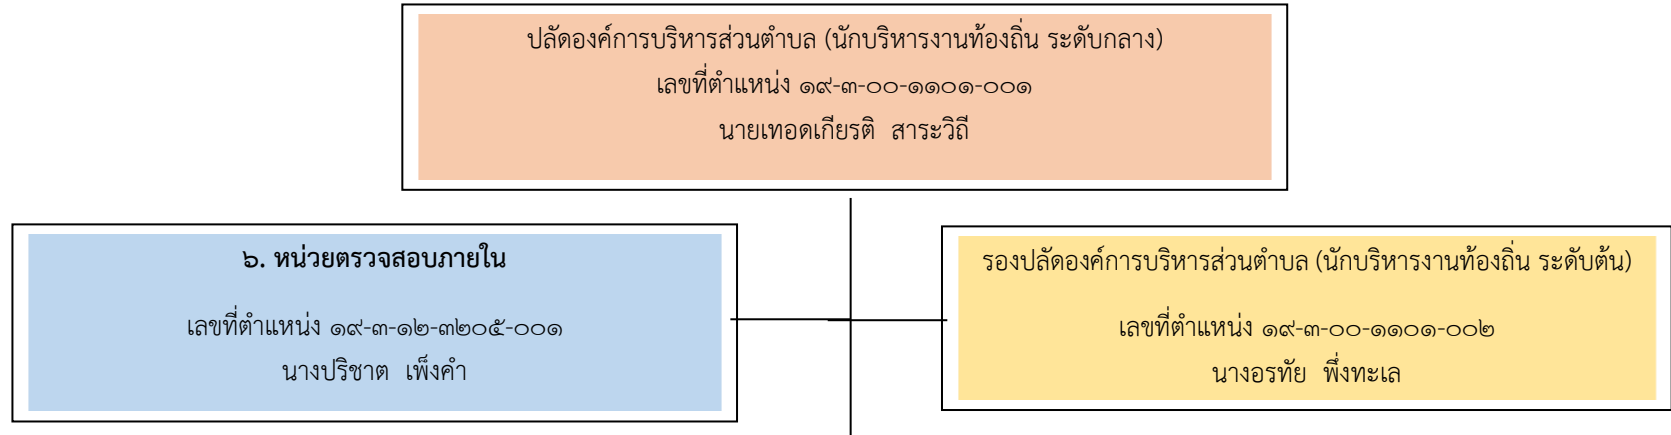 ปลัดองค์การบริหารส่วนตำบล (นักบริหารงานท้องถิ่น ระดับกลาง)
เลขที่ตำแหน่ง ๑๙-๓-๐๐-๑๑๐๑-๐๐๑
นายเทอดเกียรติ สาระวิถี
๖. หน่วยตรวจสอบภายใน
เลขที่ตำแหน่ง ๑๙-๓-๑๒-๓๒๐๕-๐๐๑
นางปริชาต เพ็งคำ
รองปลัดองค์การบริหารส่วนตำบล (นักบริหารงานท้องถิ่น ระดับต้น)
เลขที่ตำแหน่ง ๑๙-๓-๐๐-๑๑๐๑-๐๐๒
นางอรทัย พึ่งทะเล